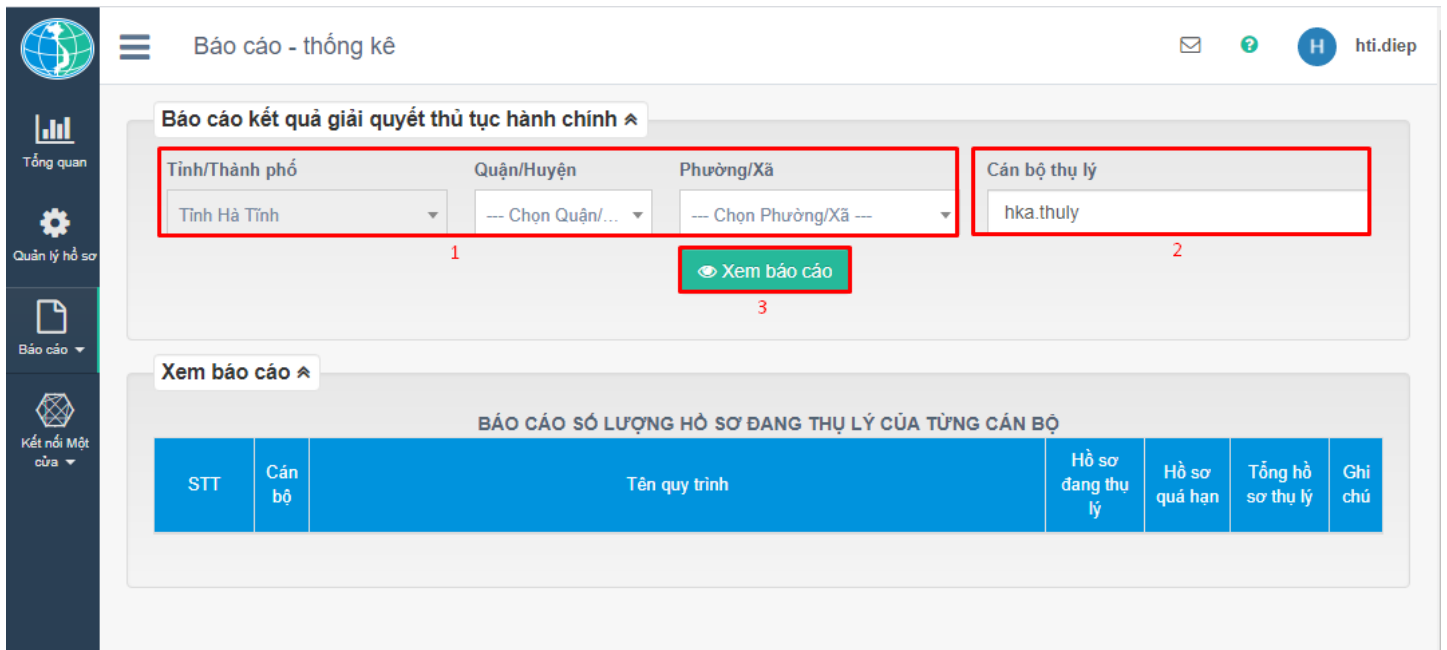 Báo cáo - thống kê
hti.diep
H
Tổng quan
Quản lý hồ sơ
Báo cáo
Kết nối Một
cửa
Báo cáo kết quả giải quyết thủ tục hành chính
Tỉnh/Thành phố
Quận/Huyện
Phường/Xã
Cán bộ thụ lý
Tỉnh Hà Tĩnh
--- Chọn Quận/...
--- Chọn Phường/Xã ---
hka.thuly
1
2
Xem báo cáo
3
Xem báo cáo
BÁO CÁO SỐ LƯỢNG HỒ SƠ ĐANG THỤ LÝ CỦA TỪNG CÁN BỘ
STT
Cán
bộ
Tên quy trình
Hồ sơ
đang thụ
lý
Hồ sơ
quá hạn
Tổng hồ
sơ thụ lý
Ghi
chú